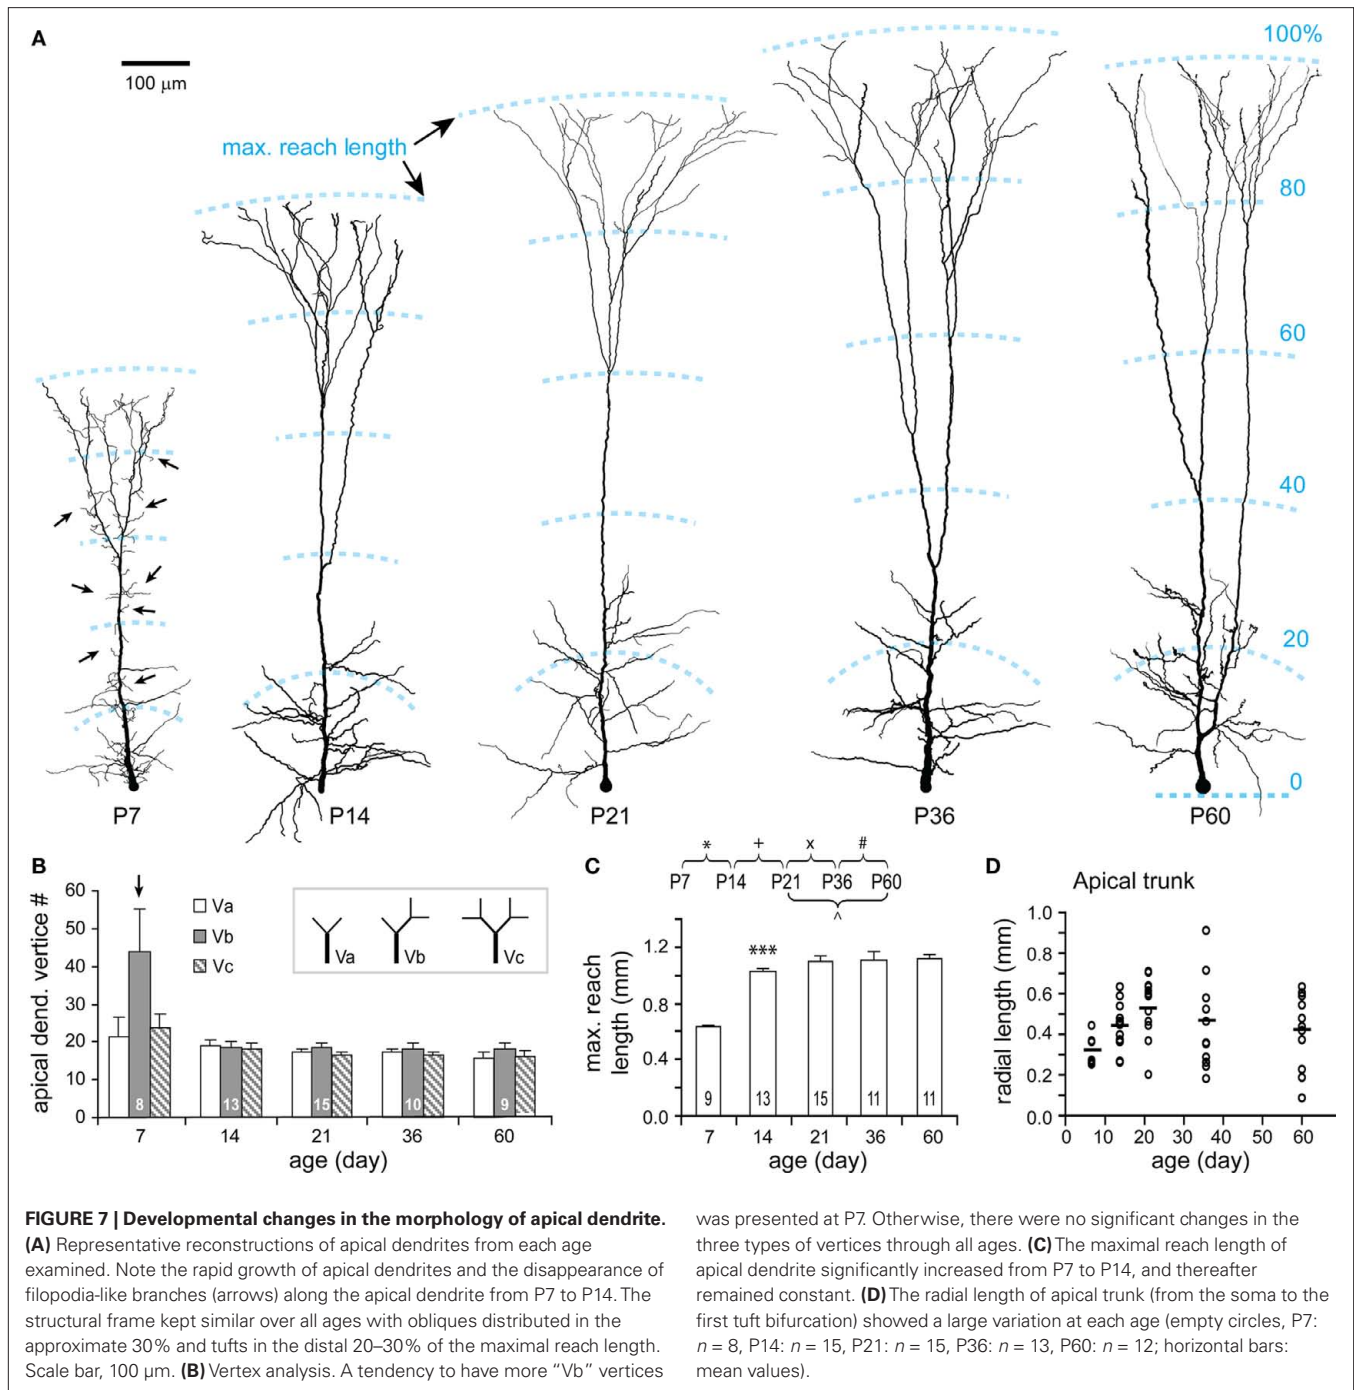 A
100 µm
max. reach length
100%
80
60
40
20
0
P7
P14
P21
P36
P60
B
apical dend. vertice #
60
50
40
30
20
10
0
Va
Vb
Vc
Va
Vb
Vc
8
13
15
10
9
7
14
21
36
60
age (day)
C
*
+
x
#
P7
P14
P21
P36
P60
^
max. reach
length (mm)
1.2
0.8
0.4
0.0
***
9
13
15
11
11
7
14
21
36
60
age (day)
D
Apical trunk
radial length (mm)
1.0
0.8
0.6
0.4
0.2
0.0
0
10
20
30
40
50
60
age (day)
FIGURE 7 | Developmental changes in the morphology of apical dendrite.
(A) Representative reconstructions of apical dendrites from each age
examined. Note the rapid growth of apical dendrites and the disappearance of
filopodia-like branches (arrows) along the apical dendrite from P7 to P14. The
structural frame kept similar over all ages with obliques distributed in the
approximate 30% and tufts in the distal 20–30% of the maximal reach length.
Scale bar, 100 µm. (B) Vertex analysis. A tendency to have more “Vb” vertices
was presented at P7. Otherwise, there were no significant changes in the
three types of vertices through all ages. (C) The maximal reach length of
apical dendrite significantly increased from P7 to P14, and thereafter
remained constant. (D) The radial length of apical trunk (from the soma to the
first tuft bifurcation) showed a large variation at each age (empty circles, P7:
n = 8, P14: n = 15, P21: n = 15, P36: n = 13, P60: n = 12; horizontal bars:
mean values).